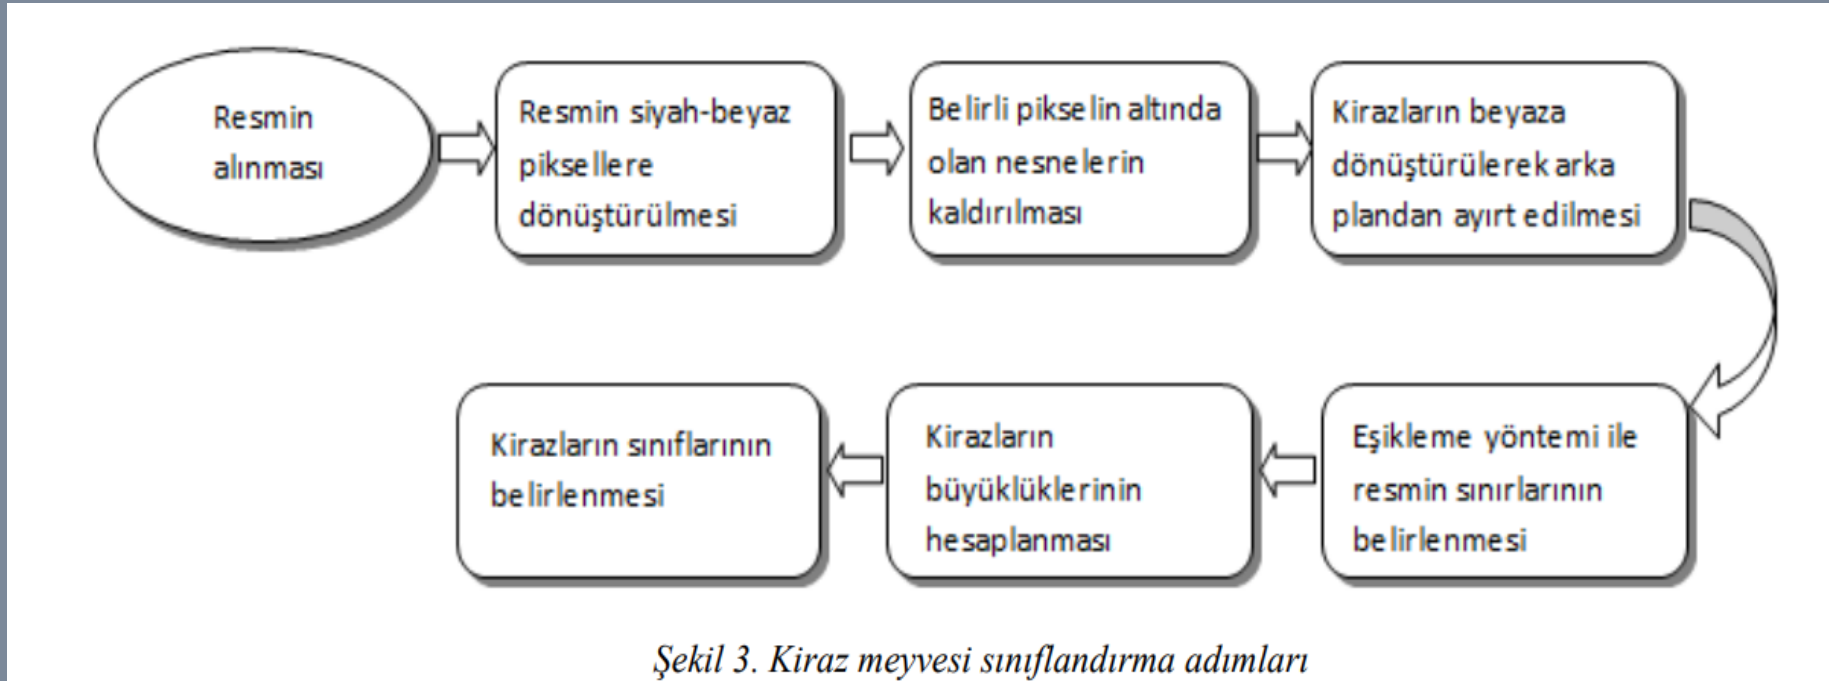 Resmin
alınması
Resmin siyah-beyaz
piksellere
dönüştürülmesi
Belirli pikselin altında
olan nesnelerin
kaldırılması
Kirazların beyaza
dönüştürülerek arka
plandan ayırt edilmesi
Eşikleme yöntemi ile
resmin sınırlarının
belirlenmesi
Kirazların
büyüklüklerinin
hesaplanması
Kirazların sınıflarının
belirlenmesi
Şekil 3. Kiraz meyvesi sınıflandırma adımları